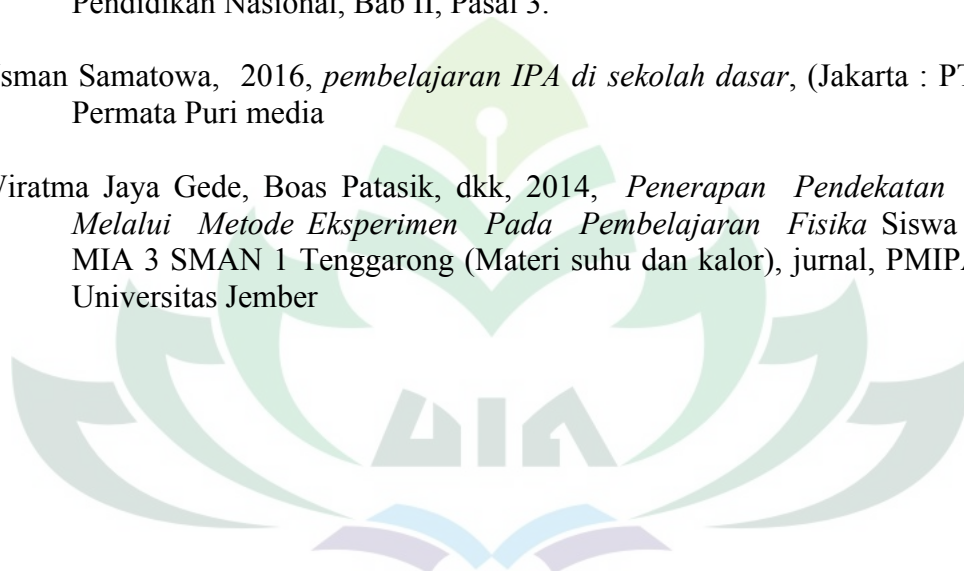 Pendidikan Nasional, Bab II, Pasal 3.
sman Samatowa, 2016, pembelajaran IPA di sekolah dasar, (Jakarta : PT
Permata Puri media
Wiratma Jaya Gede, Boas Patasik, dkk, 2014, Penerapan Pendekatan
Melalui Metode Eksperimen Pada Pembelajaran Fisika Siswa
MIA 3 SMAN 1 Tenggarong (Materi suhu dan kalor), jurnal, PMIPA
Universitas Jember
UIN